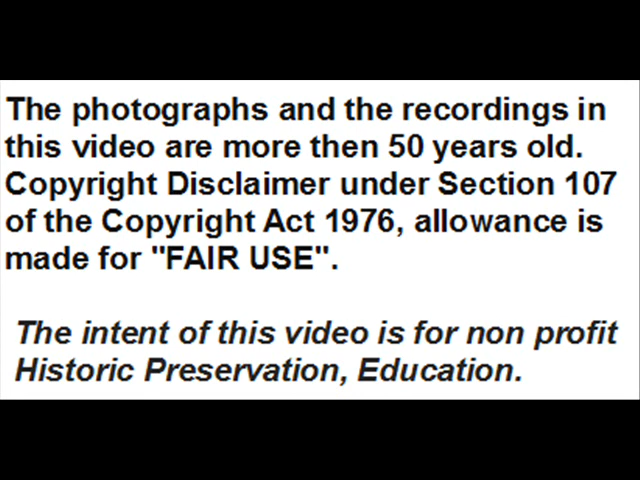 The photographs and the recordings in
this video are more then 50 years old.
Copyright Disclaimer under Section 107
of the Copyright Act 1976, allowance is
made for "FAIR USE".
The intent of this video is for non profit
Historic Preservation, Education.